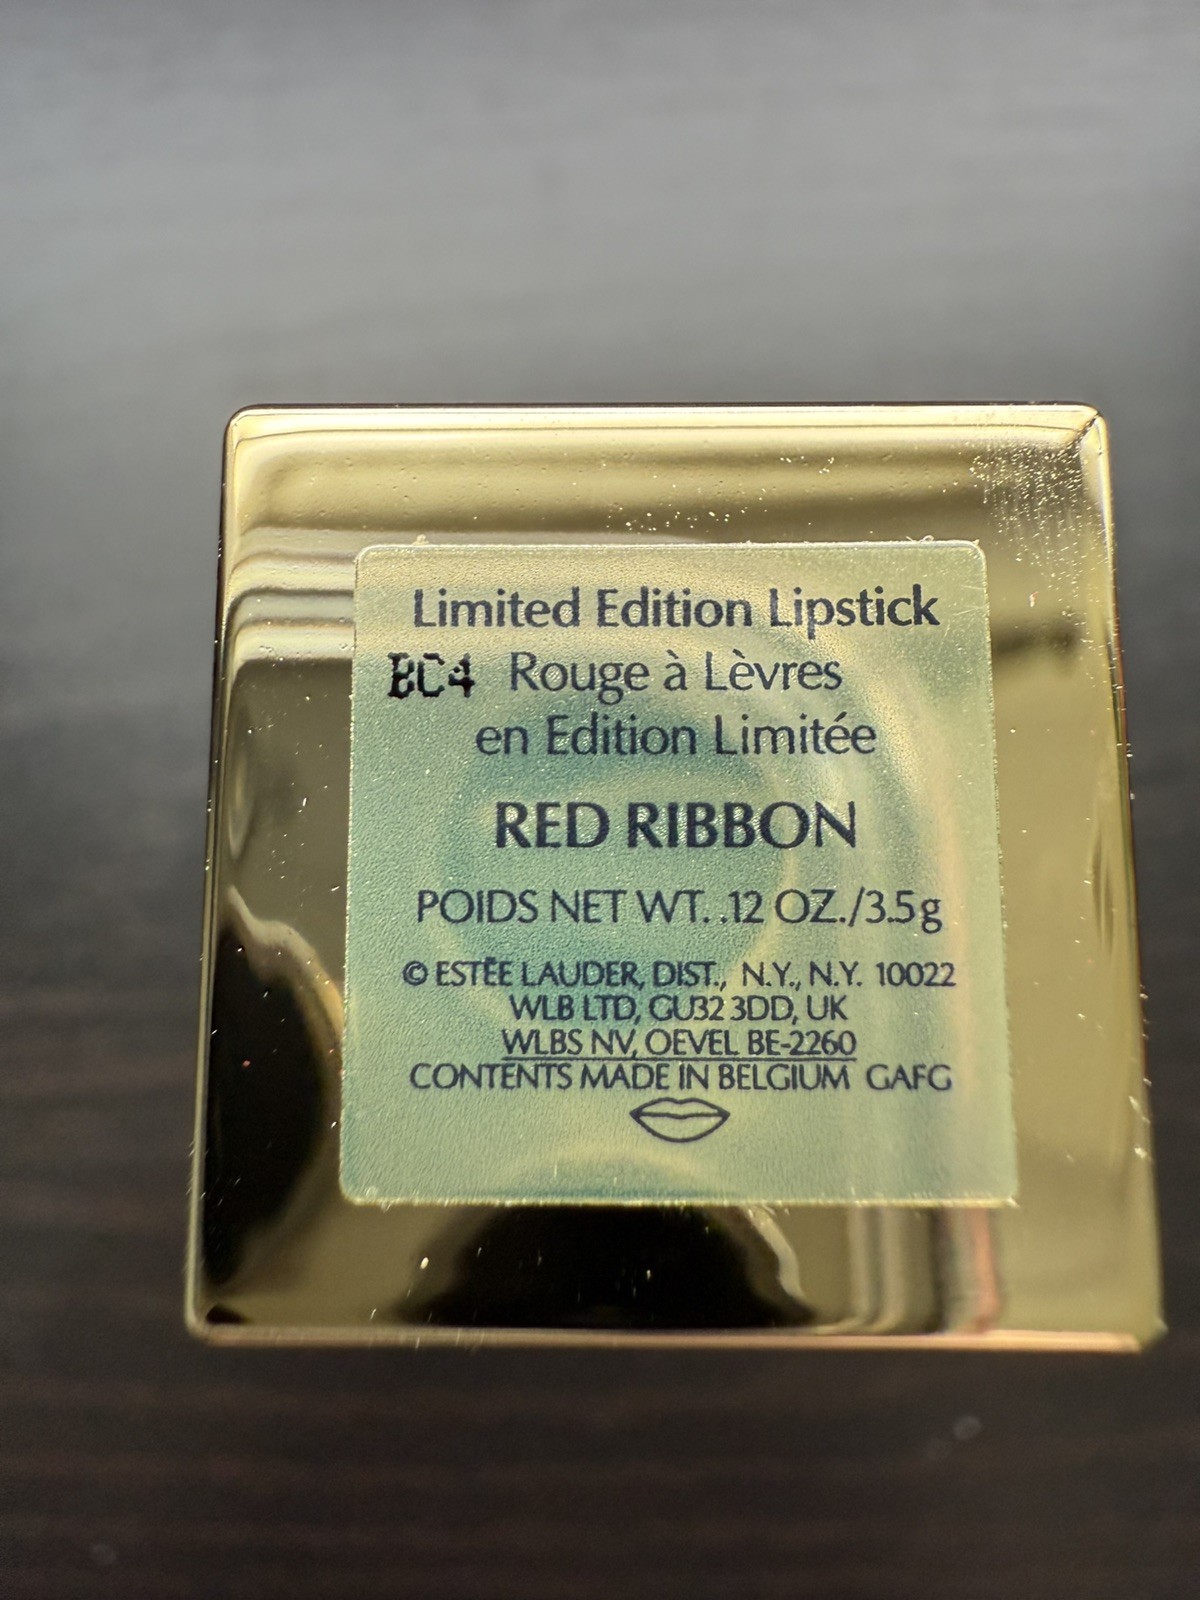 Limited Edition Lipstick
BC4 Rouge à Lèvres
en Edition Limitée
RED RIBBON
POIDS NET WT. .12 OZ./3.5g
© ESTĒE LAUDER, DIST., N.Y., N.Y. 10022
WLB LTD, GU32 3DD, UK
WLBS NV, OEVEL BE-2260
CONTENTS MADE IN BELGIUM GAFG